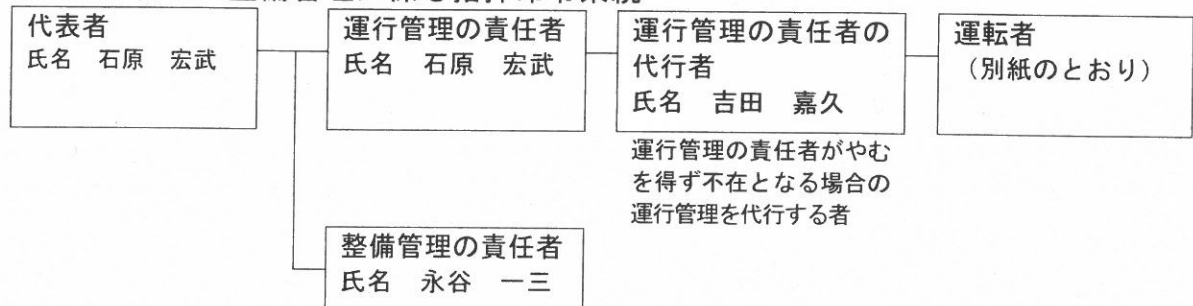 代表者
氏名 石原 宏武
運行管理の責任者
氏名 石原 宏武
運行管理の責任者の
代行者
氏名 吉田 嘉久
運転者
(別紙のとおり)
運行管理の責任者がやむ
を得ず不在となる場合の
運行管理を代行する者
整備管理の責任者
氏名 永谷 一三